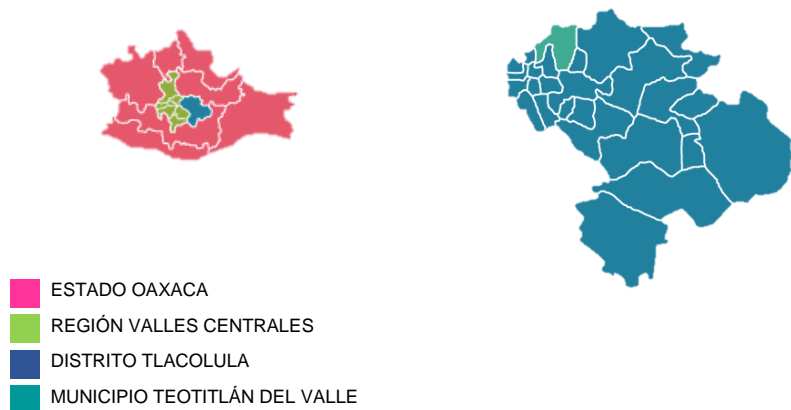 ESTADO OAXACA
REGIÓN VALLES CENTRALES
DISTRITO TLACOLULA
MUNICIPIO TEOTITLÁN DEL VALLE